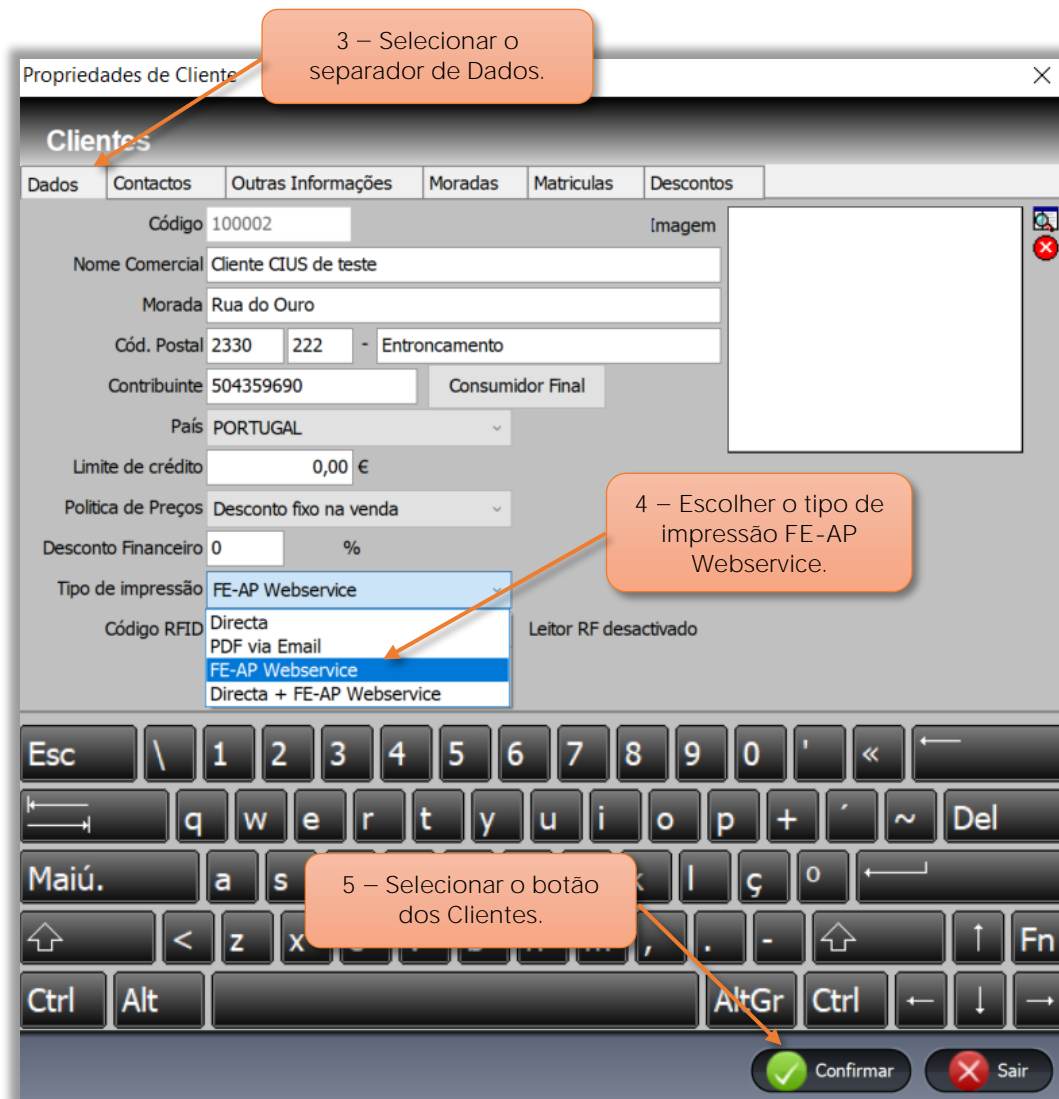 3 – Selecionar o
separador de Dados.
Propriedades de Cliente
Clientes
Dados Contactos Outras Informações Moradas Matriculas Descontos
Código 100002 Imagem
Nome Comercial Cliente CIUS de teste
Morada Rua do Ouro
Cód. Postal 2330 222 - Entroncamento
Contribuinte 504359690 Consumidor Final
País PORTUGAL
Limite de crédito 0,00 €
Politica de Preços Desconto fixo na venda
4 – Escolher o tipo de
impressão FE-AP
Webservice.
Desconto Financeiro 0 %
Tipo de impressão FE-AP Webservice
Código RFID Directa Leitor RF desactivado
PDF via Email
FE-AP Webservice
Directa + FE-AP Webservice
Esc \ 1 2 3 4 5 6 7 8 9 0 ' «
q w e r t y u i o p + ´ ~ Del
Maiú. a s l ç º
5 – Selecionar o botão
dos Clientes.
< z x , . - Fn
Ctrl Alt AltGr Ctrl
Confirmar Sair